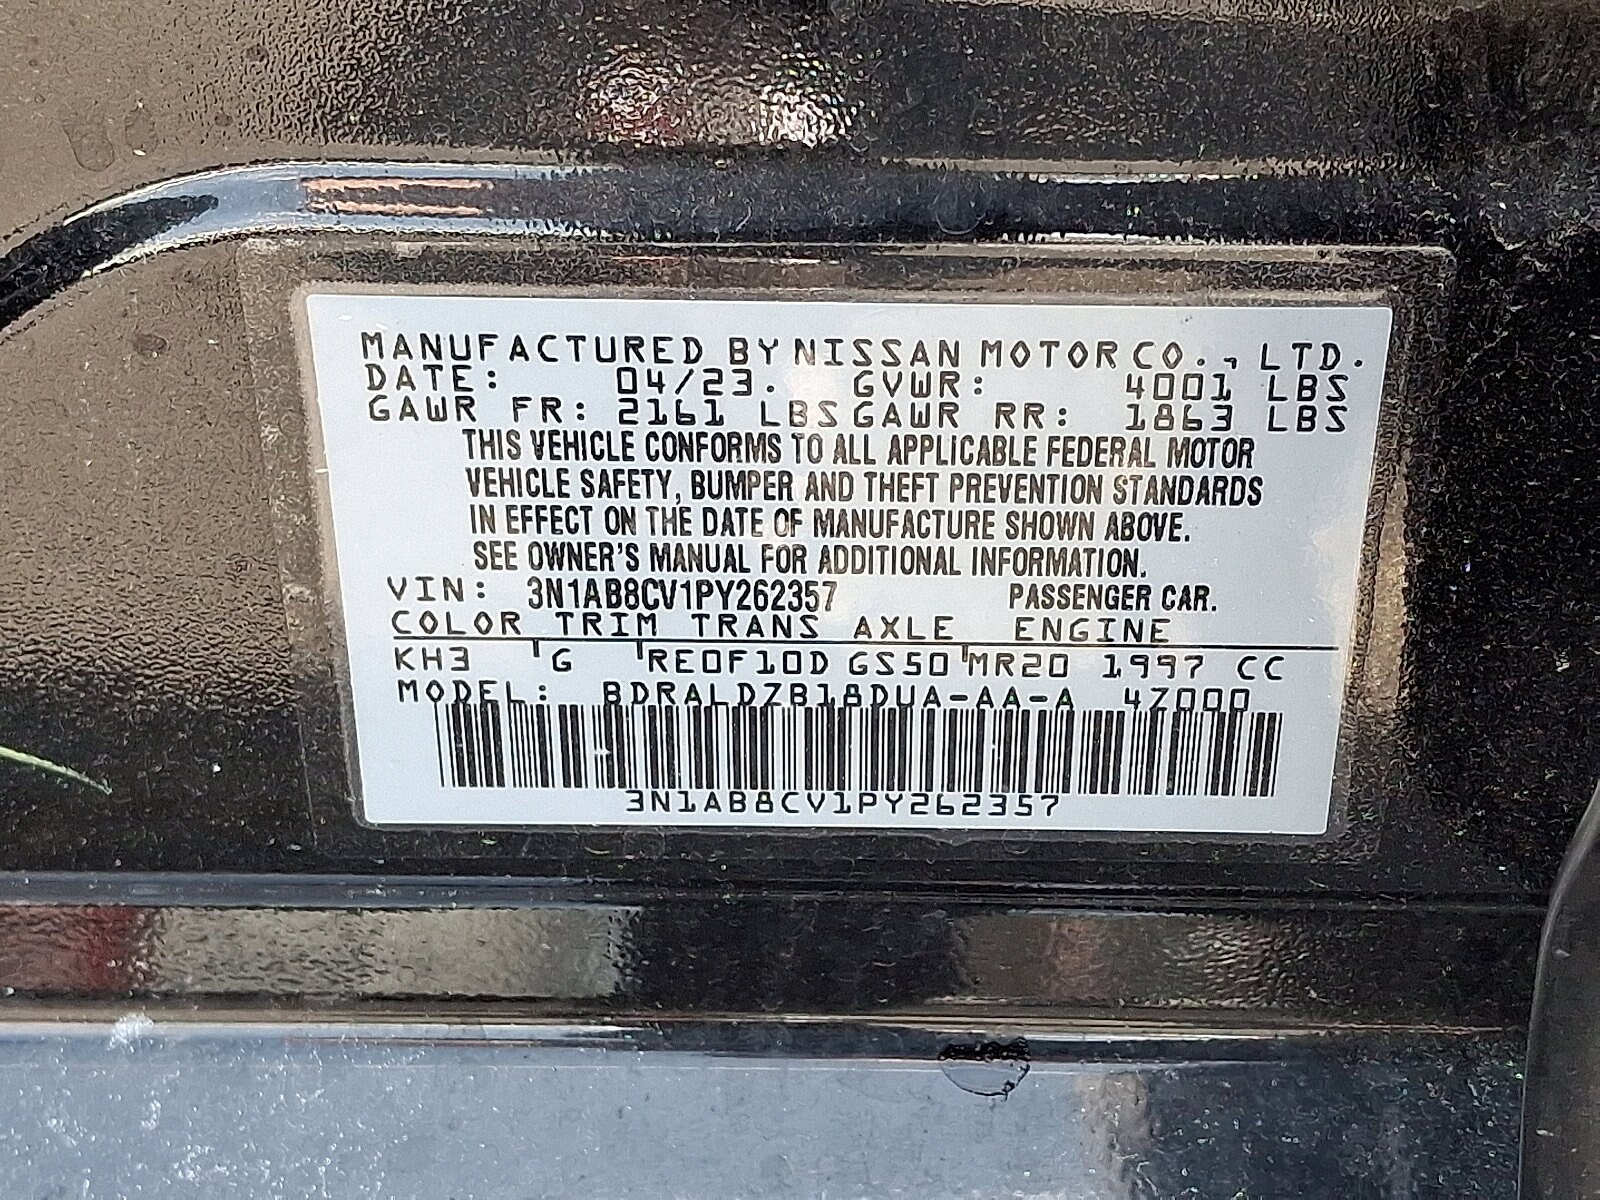 MANUFACTURED BY NISSAN MOTOR CO., LTD.
DATE: 04/23. GVWR: 4001 LBS
GAWR FR: 2161 LBS GAWR RR: 1863 LBS
THIS VEHICLE CONFORMS TO ALL APPLICABLE FEDERAL MOTOR
VEHICLE SAFETY, BUMPER AND THEFT PREVENTION STANDARDS
IN EFFECT ON THE DATE OF MANUFACTURE SHOWN ABOVE.
SEE OWNER'S MANUAL FOR ADDITIONAL INFORMATION.
VIN: 3N1AB8CV1PY262357 PASSENGER CAR.
COLOR TRIM TRANS AXLE ENGINE
KH3 G RE0F10D GS50 MR20 1997 CC
MODEL: BDRALDZB18DUA-AA-A 4Z000
3N1AB8CV1PY262357